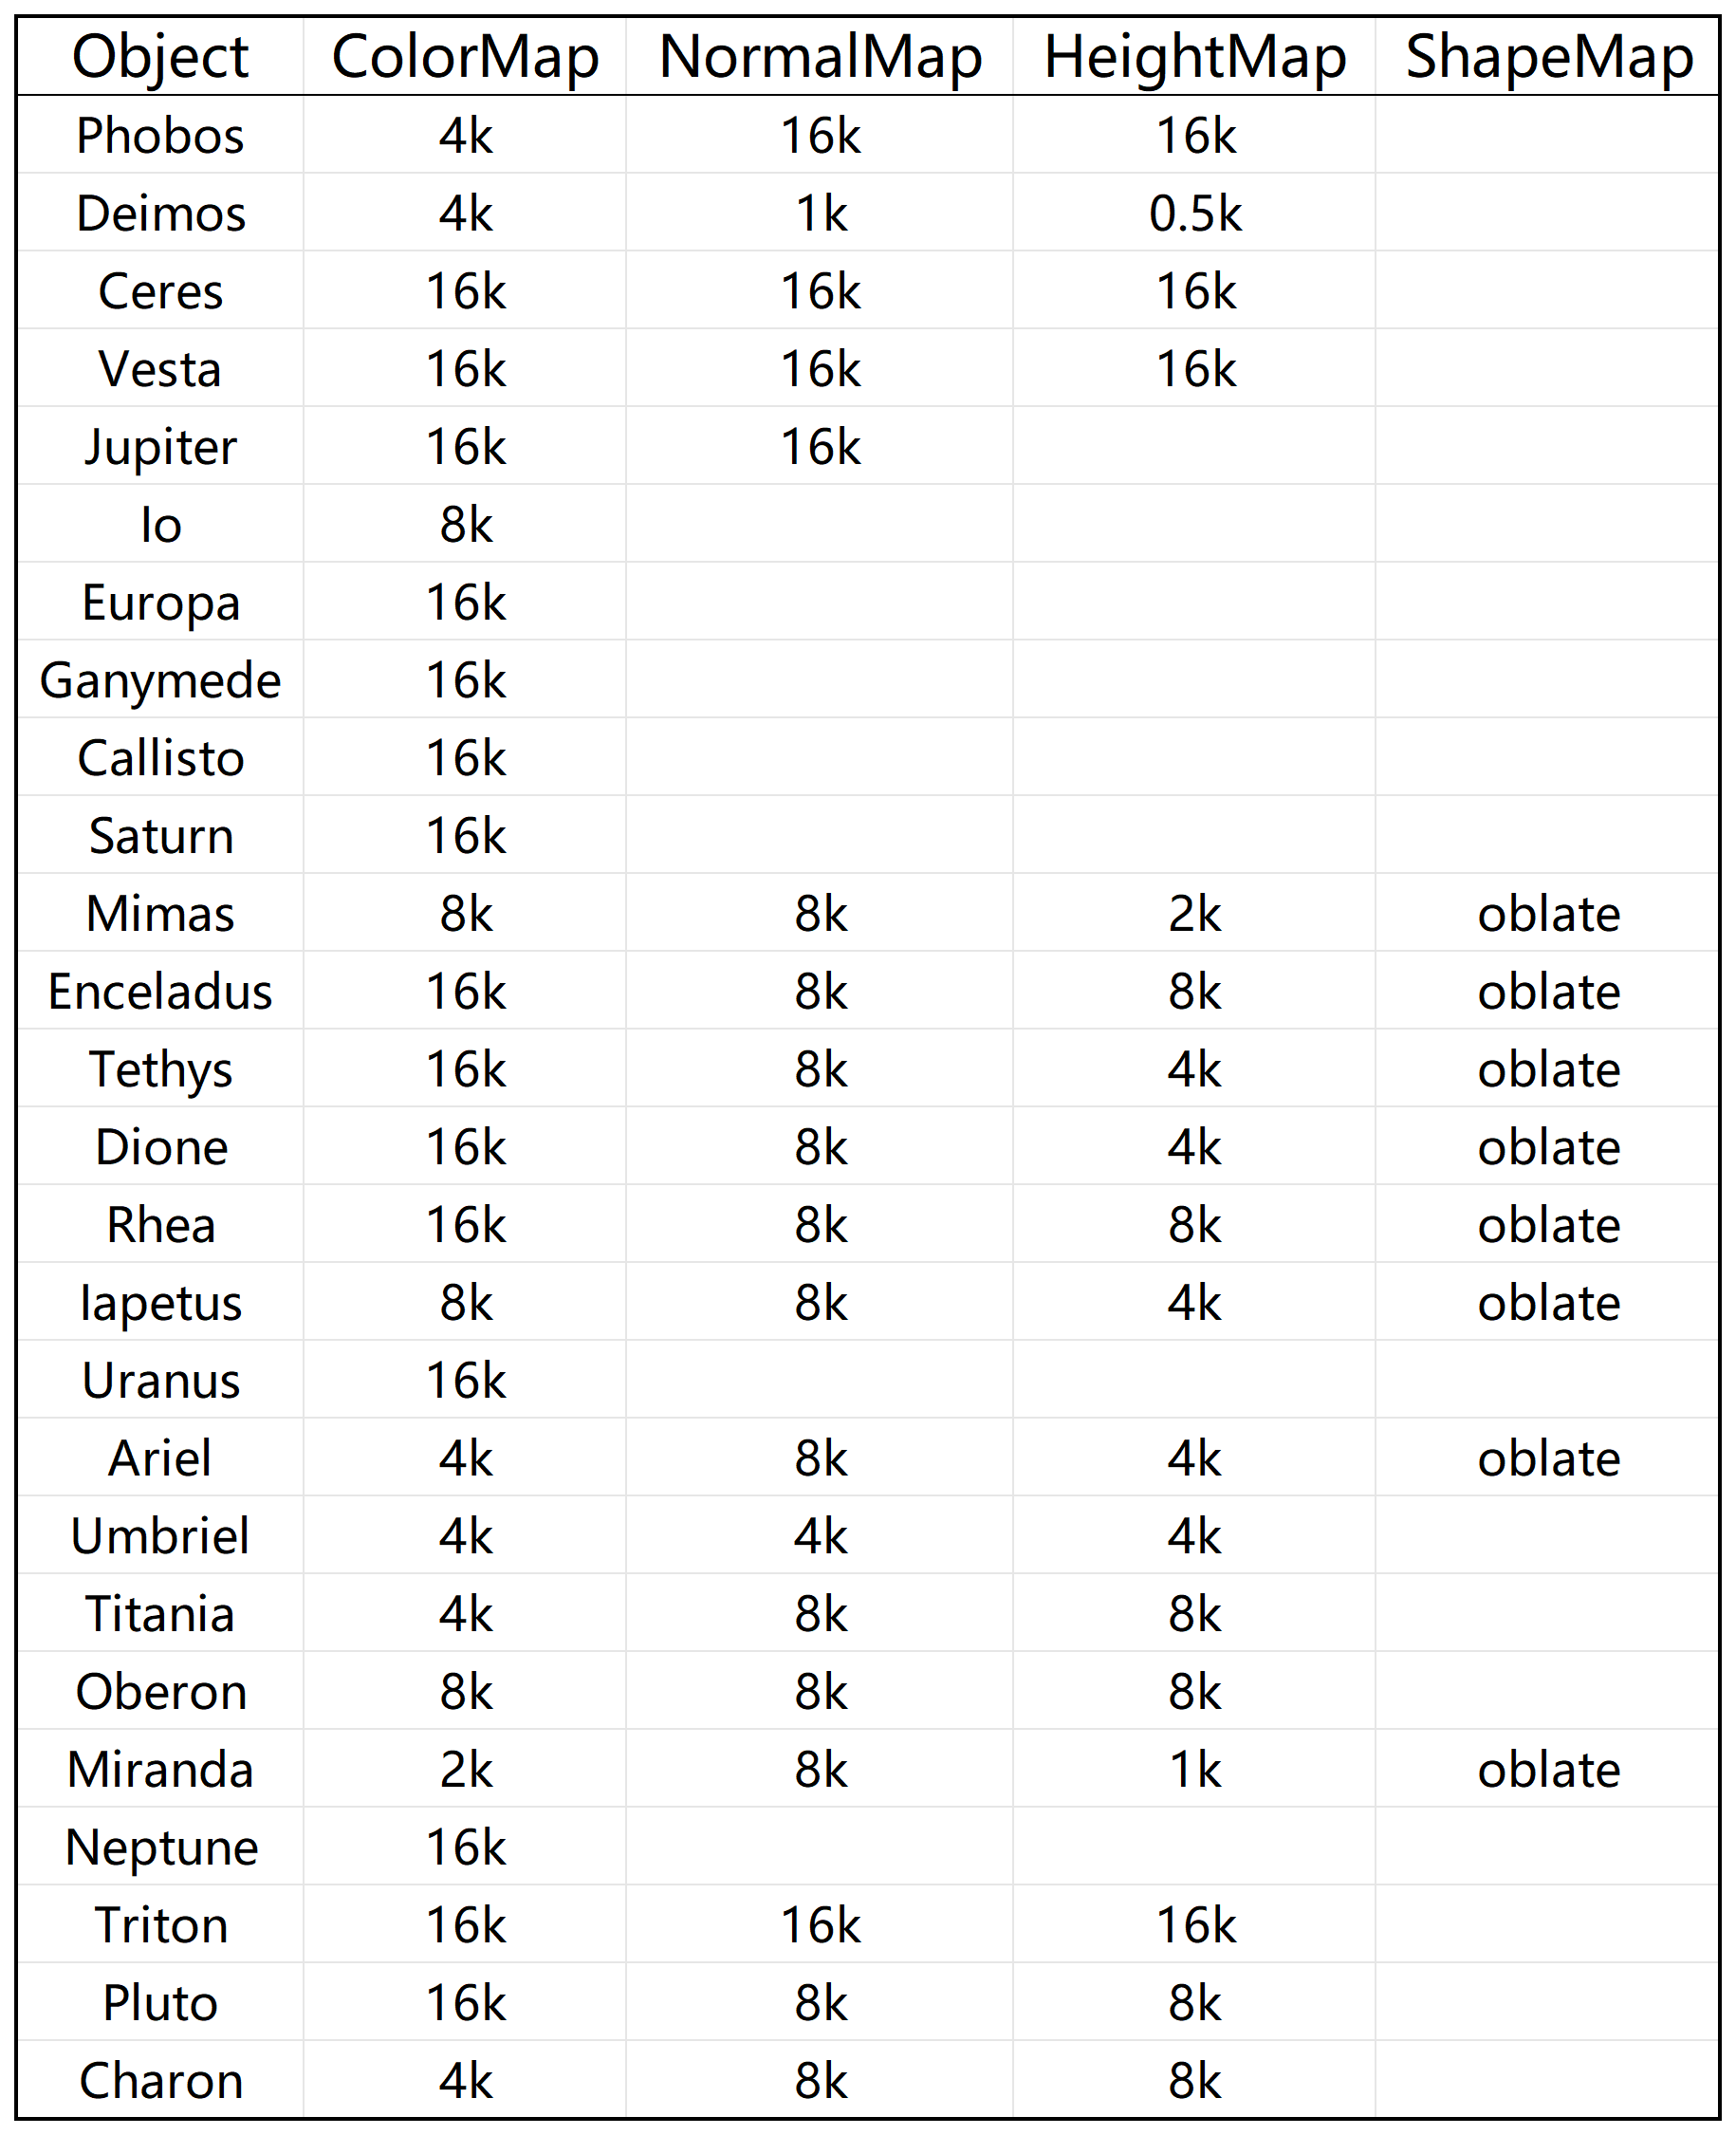 Object ColorMap NormalMap HeightMap ShapeMap
Phobos 4k 16k 16k
Deimos 4k 1k 0.5k
Ceres 16k 16k 16k
Vesta 16k 16k 16k
Jupiter 16k 16k
Io 8k
Europa 16k
Ganymede 16k
Callisto 16k
Saturn 16k
Mimas 8k 8k 2k oblate
Enceladus 16k 8k 8k oblate
Tethys 16k 8k 4k oblate
Dione 16k 8k 4k oblate
Rhea 16k 8k 8k oblate
Iapetus 8k 8k 4k oblate
Uranus 16k
Ariel 4k 8k 4k oblate
Umbriel 4k 4k 4k
Titania 4k 8k 8k
Oberon 8k 8k 8k
Miranda 2k 8k 1k oblate
Neptune 16k
Triton 16k 16k 16k
Pluto 16k 8k 8k
Charon 4k 8k 8k